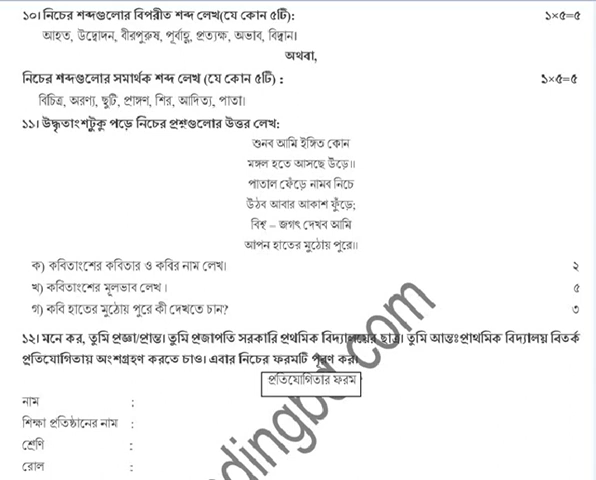 ১০। নিচের শব্দগুলোর বিপরীত শব্দ লেখ(যে কোন ৫টি): ১×৫=৫
আহত, উদ্বোদন, বীরপুরুষ, পূর্বাহ্ণ, প্রত্যক্ষ, অভাব, বিদ্বান।
অথবা,
নিচের শব্দগুলোর সমার্থক শব্দ লেখ (যে কোন ৫টি) : ১×৫=৫
বিচিত্র, অরণ্য, ছুটি, প্রাঙ্গণ, শির, আদিত্য, পাতা।
১১। উদ্ধৃতাংশটুকু পড়ে নিচের প্রশ্নগুলোর উত্তর লেখ:
শুনব আমি ইঙ্গিত কোন
মঙ্গল হতে আসছে উড়ে॥
পাতাল ফেঁড়ে নামব নিচে
উঠব আবার আকাশ ফুঁড়ে;
বিশ্ব – জগৎ দেখব আমি
আপন হাতের মুঠোয় পুরে॥
ক) কবিতাংশের কবিতার ও কবির নাম লেখ। ২
খ) কবিতাংশের মূলভাব লেখ। ৫
গ) কবি হাতের মুঠোয় পুরে কী দেখতে চান? ৩
১২। মনে কর, তুমি প্রজ্ঞা/প্রান্ত। তুমি প্রজাপতি সরকারি প্রথমিক বিদ্যালয়ের ছাত্র। তুমি আন্তঃপ্রাথমিক বিদ্যালয় বিতর্ক
প্রতিযোগিতায় অংশগ্রহণ করতে চাও। এবার নিচের ফরমটি পূরণ কর।
প্রতিযোগিতার ফরম
নাম :
শিক্ষা প্রতিষ্ঠানের নাম :
শ্রেণি :
রোল :
dingbd.com